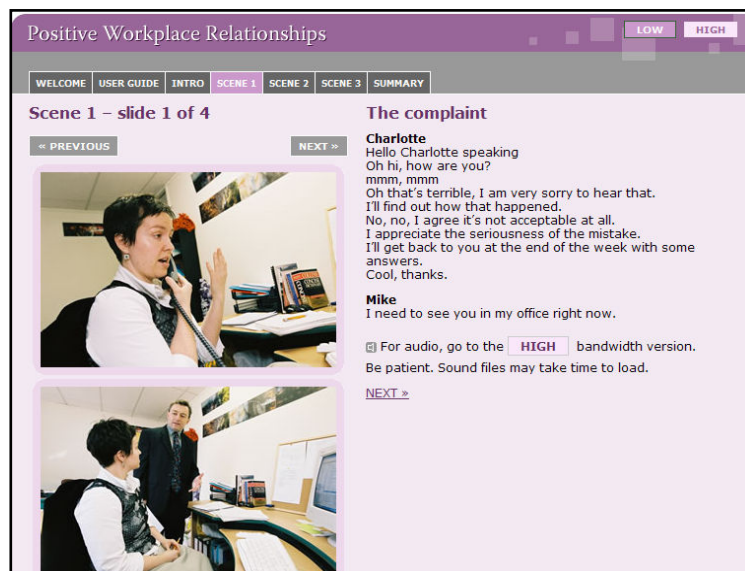 Positive Workplace Relationships
LOW HIGH
WELCOME USER GUIDE INTRO SCENE 1 SCENE 2 SCENE 3 SUMMARY
Scene 1 – slide 1 of 4
« PREVIOUS NEXT »
The complaint
Charlotte
Hello Charlotte speaking
Oh hi, how are you?
mmm, mmm
Oh that's terrible, I am very sorry to hear that.
I'll find out how that happened.
No, no, I agree it's not acceptable at all.
I appreciate the seriousness of the mistake.
I'll get back to you at the end of the week with some
answers.
Cool, thanks.
Mike
I need to see you in my office right now.
For audio, go to the HIGH bandwidth version.
Be patient. Sound files may take time to load.
NEXT »